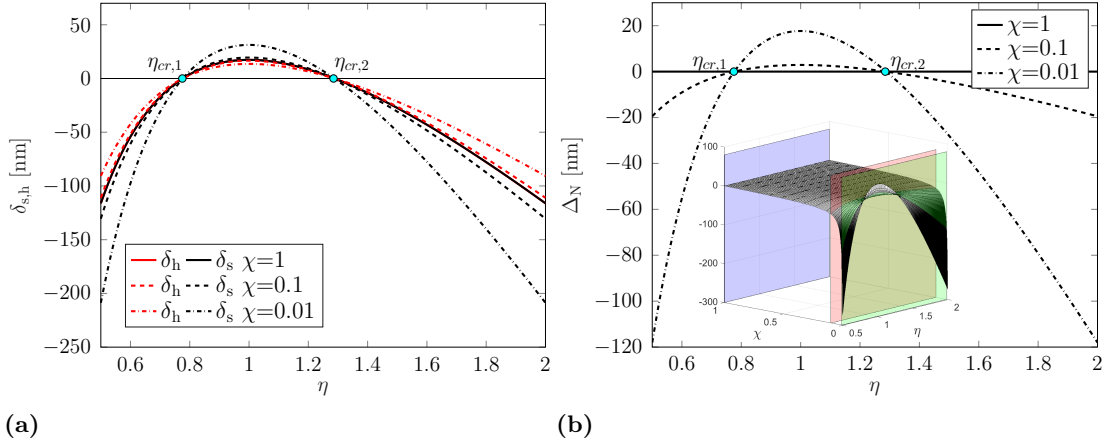 50
0
−50
−100
−150
−200
−250
0.6
0.8
1
1.2
1.4
1.6
1.8
2
η
δs,h [nm]
ηcr,1
ηcr,2
δh δs χ=1
δh δs χ=0.1
δh δs χ=0.01
(a)
20
0
−20
−40
−60
−80
−100
−120
0.6
0.8
1
1.2
1.4
1.6
1.8
2
η
ΔN [nm]
ηcr,1
ηcr,2
χ=1
χ=0.1
χ=0.01
100
0
-100
-200
-300
1
0.5
0
χ
0.5
1
1.5
2
η
(b)